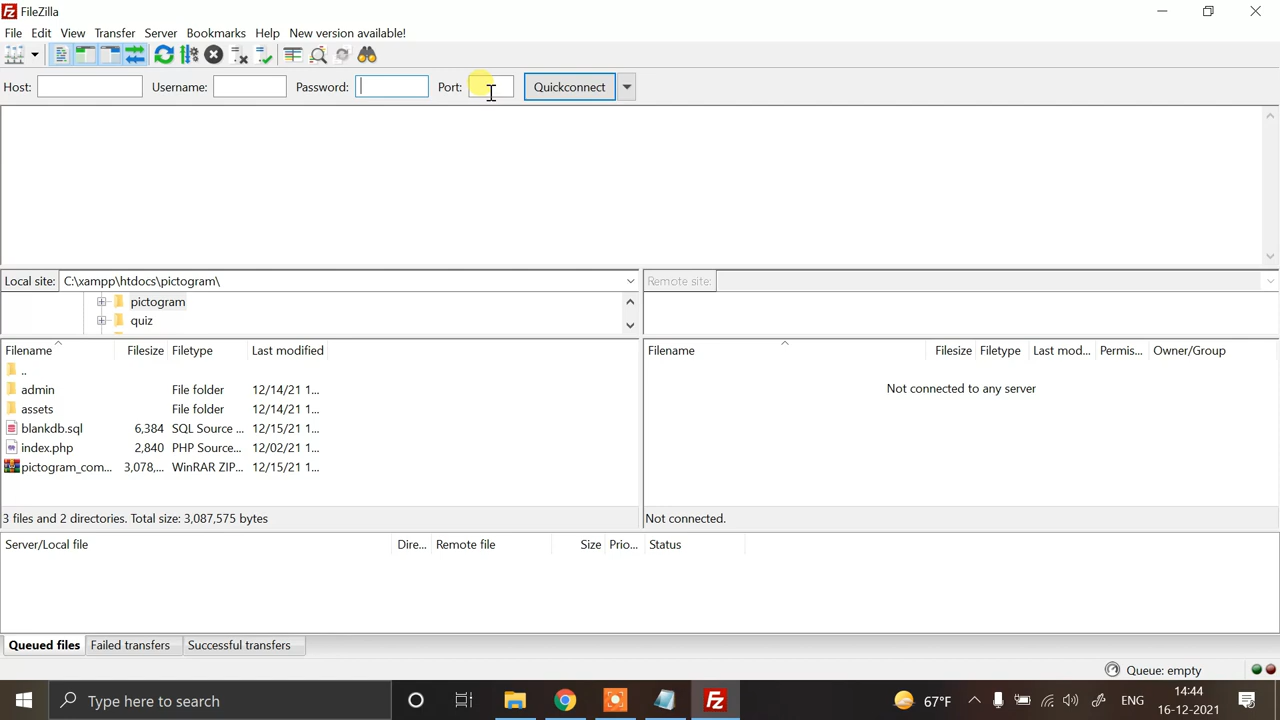 FileZilla
File Edit View Transfer Server Bookmarks Help New version available!
Host: Username: Password: Port: Quickconnect
Local site: C:\xampp\htdocs\pictogram\
Remote site:
pictogram
quiz
Filename Filesize Filetype Last modified
..
admin File folder 12/14/21 1...
assets File folder 12/14/21 1...
blankdb.sql 6,384 SQL Source ... 12/15/21 1...
index.php 2,840 PHP Source... 12/02/21 1...
pictogram_com... 3,078,... WinRAR ZIP... 12/15/21 1...
3 files and 2 directories. Total size: 3,087,575 bytes
Filename Filesize Filetype Last mod... Permis... Owner/Group
Not connected to any server
Not connected.
Server/Local file Dire... Remote file Size Prio... Status
Queued files Failed transfers Successful transfers
Queue: empty
Type here to search
67°F
ENG
14:44
16-12-2021